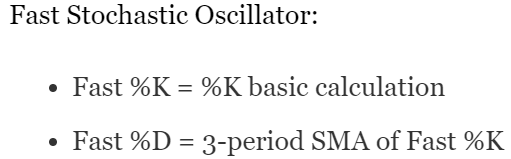 Fast Stochastic Oscillator:
• Fast %K = %K basic calculation
• Fast %D = 3-period SMA of Fast %K